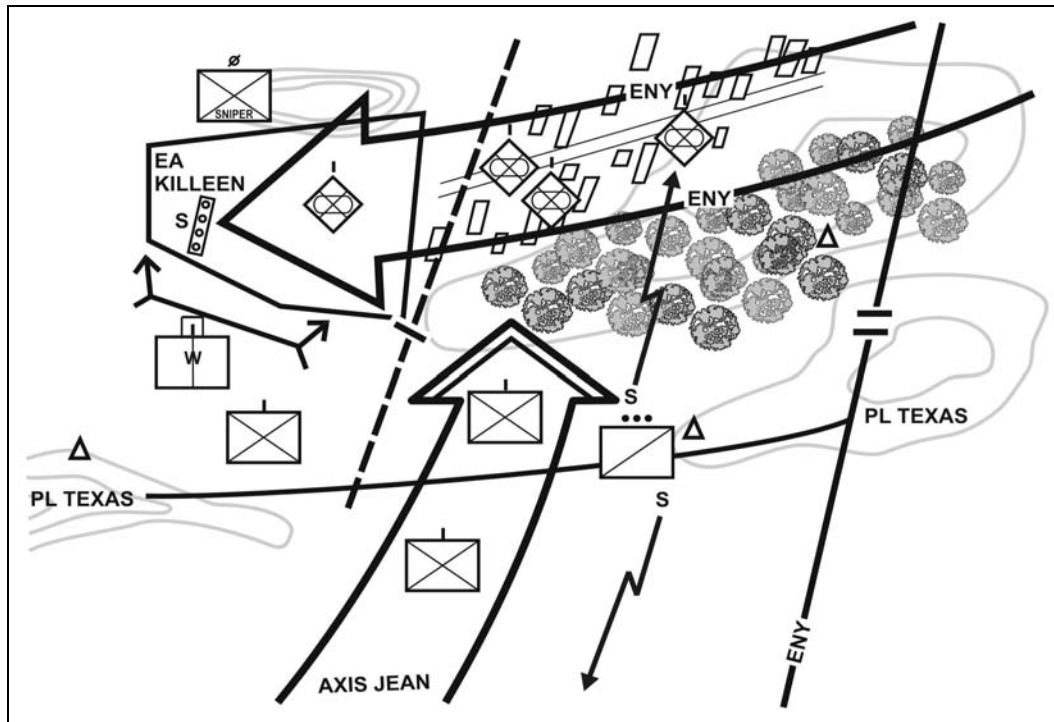 SNIPER
ENY
EA
KILLEEN
S
ENY
W
S
PL TEXAS
PL TEXAS
S
ENY
AXIS JEAN